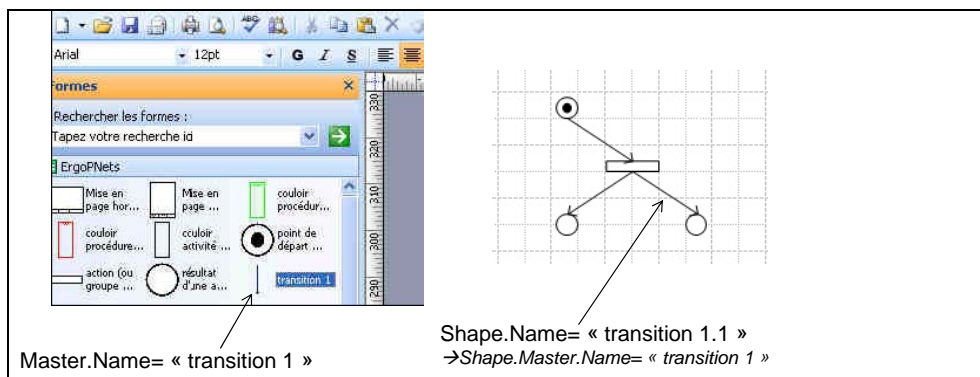 Arial 12pt G I S
Formes
Rechercher les formes :
Tapez votre recherche ici
ErgoPNets
Mise en page hor...
Mise en page ...
couloir procédur...
couloir procédure...
couloir activité ...
point de départ ...
action (ou groupe ...
résultat d'une a...
transition 1
330
320
310
300
290
Master.Name= « transition 1 »
Shape.Name= « transition 1.1 »
→Shape.Master.Name= « transition 1 »